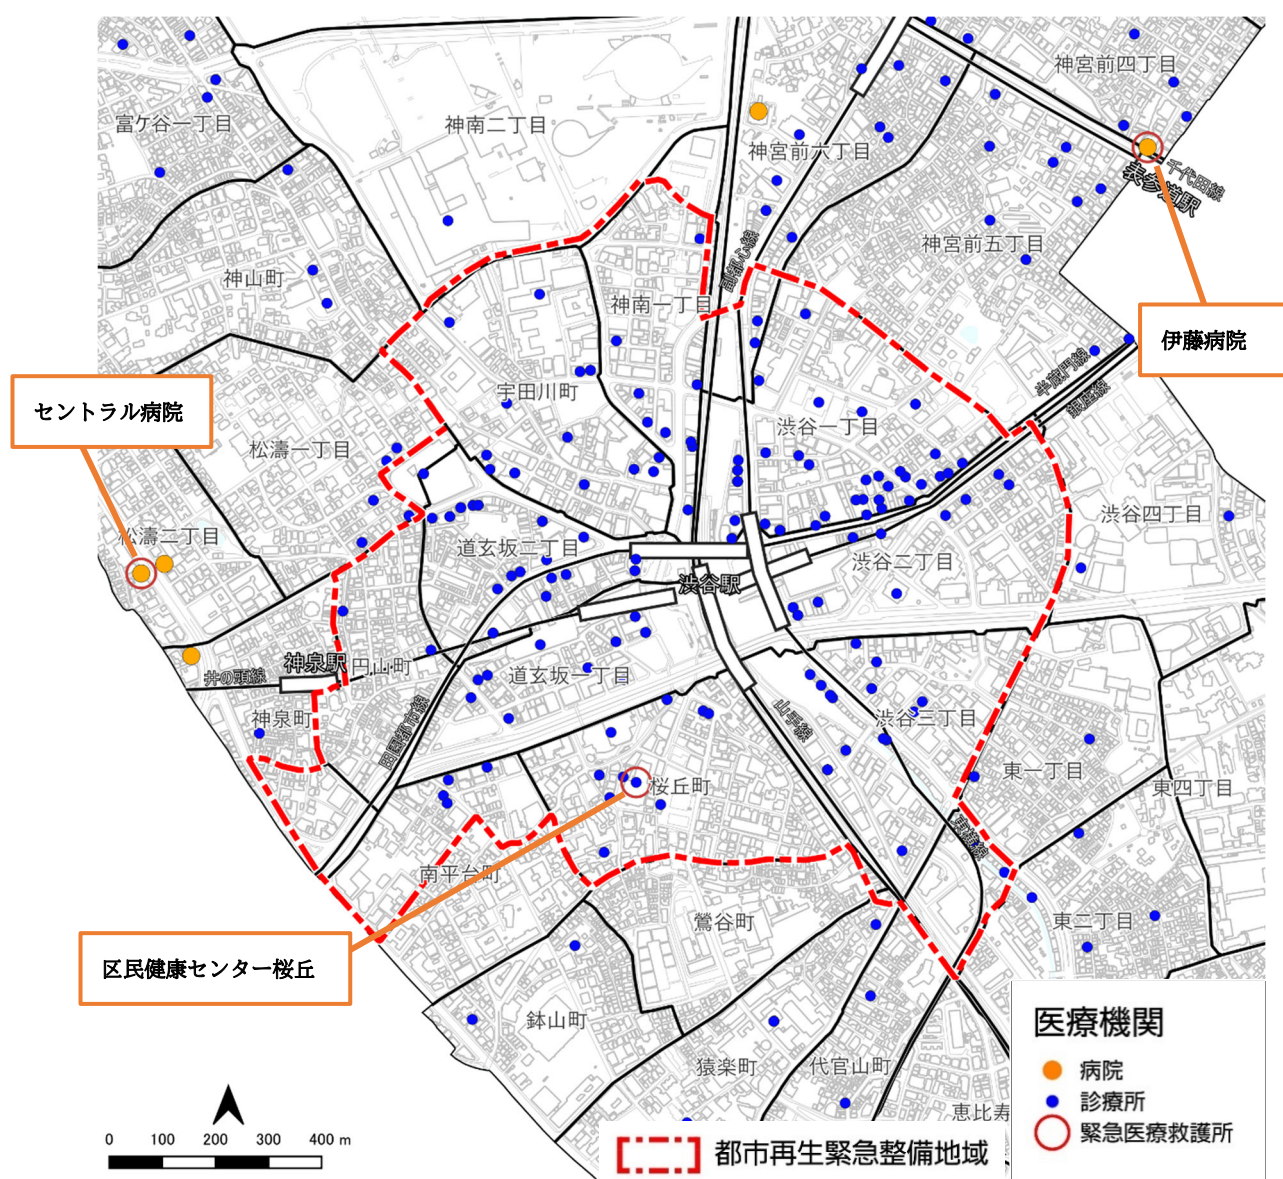 神宮前四丁目
富ケ谷一丁目
神南二丁目
神宮前六丁目
千代田線
表参道駅
神宮前五丁目
副都心線
神山町
神南一丁目
伊藤病院
半蔵門線
銀座線
宇田川町
セントラル病院
渋谷一丁目
松濤一丁目
渋谷四丁目
松濤二丁目
道玄坂二丁目
渋谷二丁目
渋谷駅
神泉駅
円山町
井の頭線
道玄坂一丁目
神泉町
田園都市線
山手線
渋谷三丁目
東一丁目
桜丘町
東四丁目
東横線
南平台町
鶯谷町
東二丁目
区民健康センター桜丘
鉢山町
猿楽町
代官山町
恵比寿
医療機関
病院
診療所
緊急医療救護所
都市再生緊急整備地域
0 100 200 300 400 m